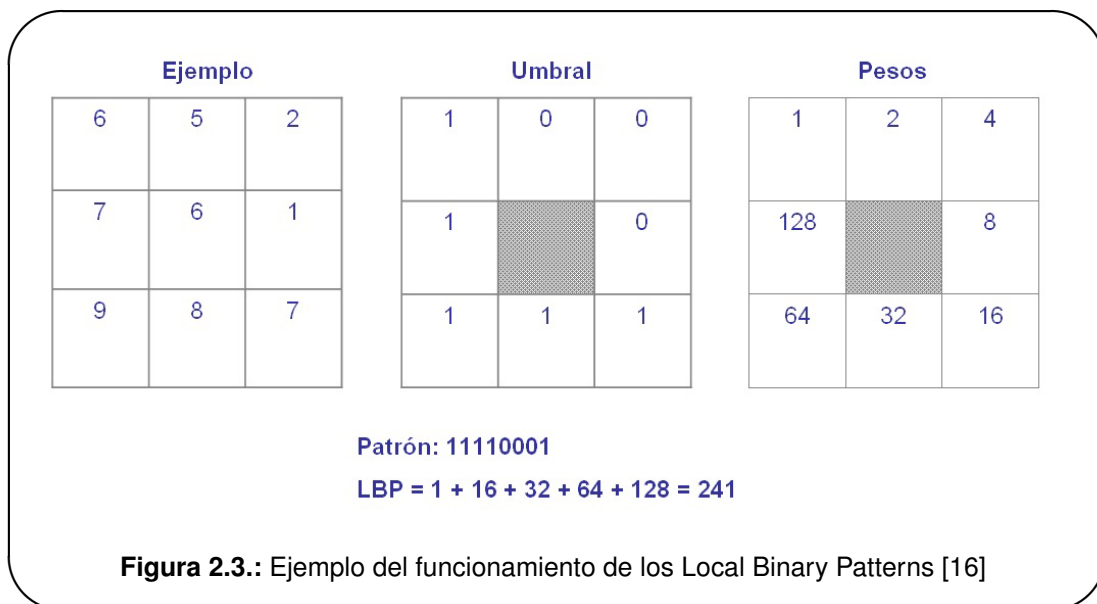 Ejemplo Umbral Pesos
6 5 2 1 0 0 1 2 4
7 6 1 1 0 128 8
9 8 7 1 1 1 64 32 16
Patrón: 11110001
LBP = 1 + 16 + 32 + 64 + 128 = 241
Figura 2.3.: Ejemplo del funcionamiento de los Local Binary Patterns [16]